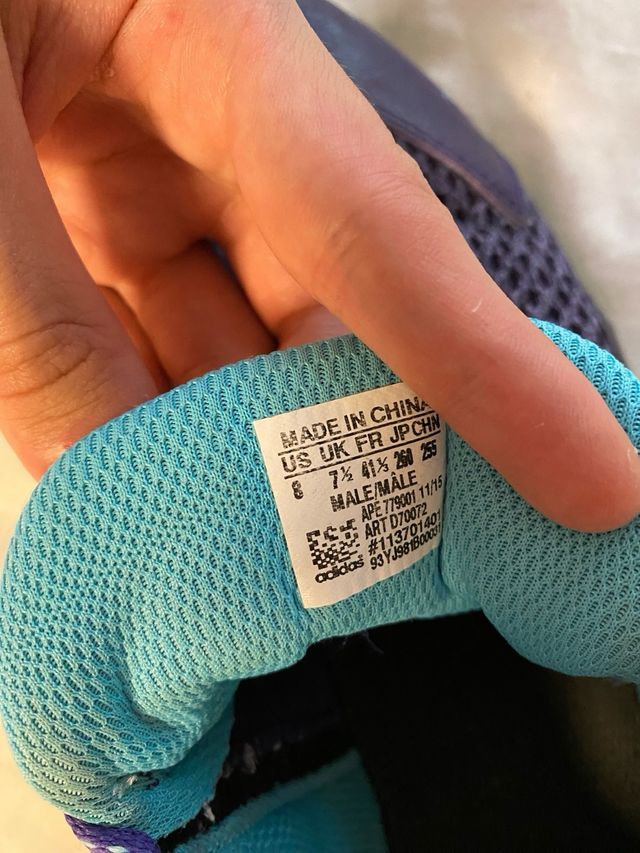 MADE IN CHINA
US UK FR JP CHN
8 7½ 41⅓ 260 255
MALE/MÂLE
APE 779001 11/15
ART D70072
#113701401
adidas